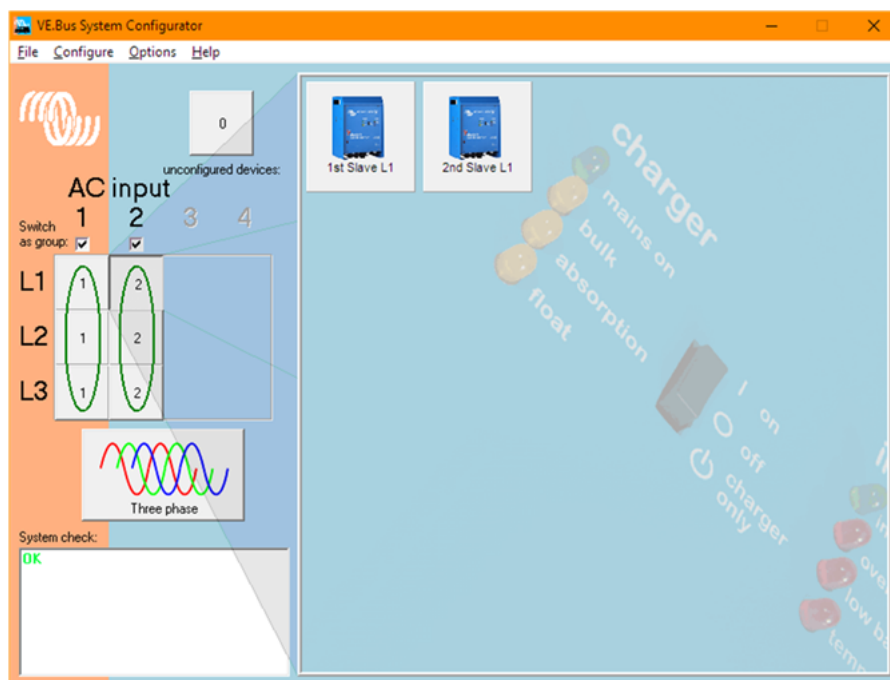 VE.Bus System Configurator
File Configure Options Help
0
unconfigured devices:
AC input
1 2 3 4
Switch
as group:
L1 1 2
L2 1 2
L3 1 2
Three phase
System check:
OK
1st Slave L1
2nd Slave L1
charger
mains on
bulk
absorption
float
on
off
charger
only
low